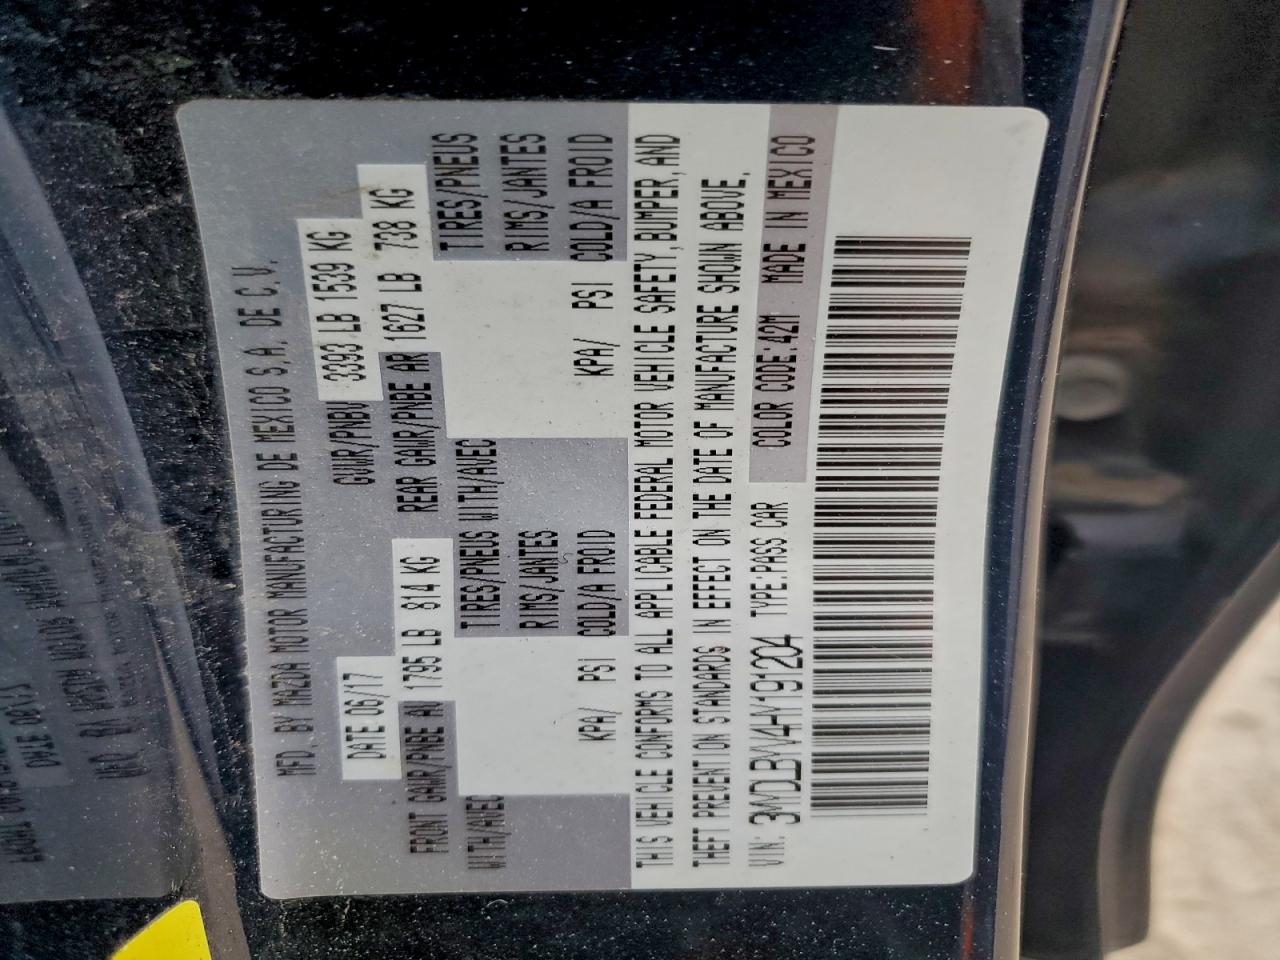 MFD. BY MAZDA MOTOR MANUFACTURING DE MEXICO S.A. DE C.V.
DATE 06/17 GVWR/PNBV 3393 LB 1539 KG
FRONT GAWR/PNBE AV 1795 LB 814 KG REAR GAWR/PNBE AR 1627 LB 738 KG
WITH/AVEC TIRES/PNEUS WITH/AVEC TIRES/PNEUS
RIMS/JANTES RIMS/JANTES
KPA/ PSI COLD/A FROID KPA/ PSI COLD/A FROID
THIS VEHICLE CONFORMS TO ALL APPLICABLE FEDERAL MOTOR VEHICLE SAFETY, BUMPER, AND
THEFT PREVENTION STANDARDS IN EFFECT ON THE DATE OF MANUFACTURE SHOWN ABOVE.
VIN: 3MYDLBYV4HY191204 TYPE:PASS CAR COLOR CODE:42M MADE IN MEXICO